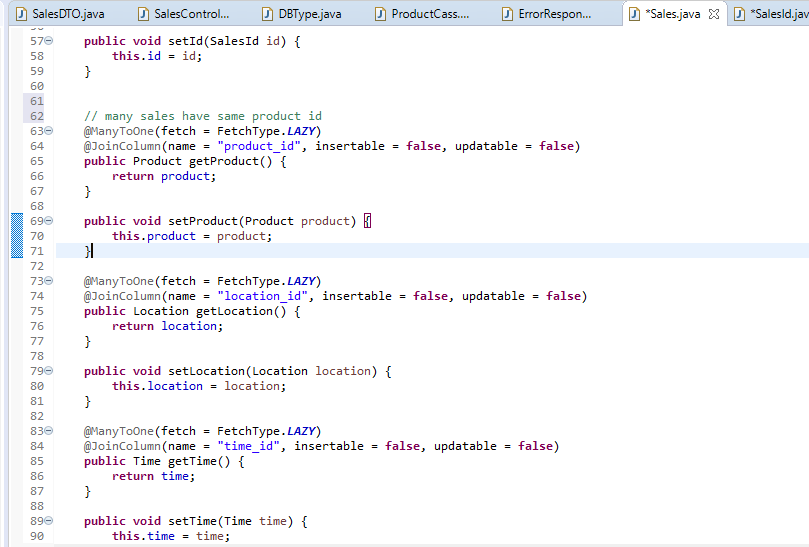 SalesDTO.java SalesControl... DBType.java ProductCass.... ErrorRespon... *Sales.java *SalesId.jav
57 public void setId(SalesId id) {
58 this.id = id;
59 }
60
61
62 // many sales have same product id
63 @ManyToOne(fetch = FetchType.LAZY)
64 @JoinColumn(name = "product_id", insertable = false, updatable = false)
65 public Product getProduct() {
66 return product;
67 }
68
69 public void setProduct(Product product) {
70 this.product = product;
71 }
72
73 @ManyToOne(fetch = FetchType.LAZY)
74 @JoinColumn(name = "location_id", insertable = false, updatable = false)
75 public Location getLocation() {
76 return location;
77 }
78
79 public void setLocation(Location location) {
80 this.location = location;
81 }
82
83 @ManyToOne(fetch = FetchType.LAZY)
84 @JoinColumn(name = "time_id", insertable = false, updatable = false)
85 public Time getTime() {
86 return time;
87 }
88
89 public void setTime(Time time) {
90 this.time = time;